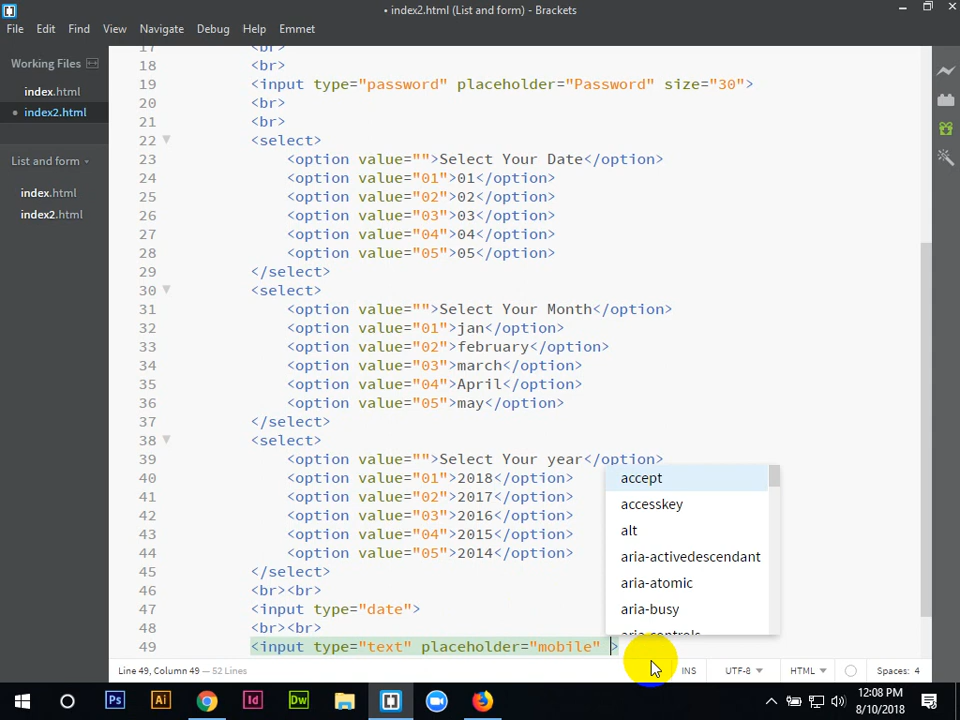 • index2.html (List and form) - Brackets
File Edit Find View Navigate Debug Help Emmet
Working Files
index.html
• index2.html
List and form
index.html
index2.html
17 <br>
18 <br>
19 <input type="password" placeholder="Password" size="30">
20 <br>
21 <br>
22 <select>
23 <option value="">Select Your Date</option>
24 <option value="01">01</option>
25 <option value="02">02</option>
26 <option value="03">03</option>
27 <option value="04">04</option>
28 <option value="05">05</option>
29 </select>
30 <select>
31 <option value="">Select Your Month</option>
32 <option value="01">jan</option>
33 <option value="02">february</option>
34 <option value="03">march</option>
35 <option value="04">April</option>
36 <option value="05">may</option>
37 </select>
38 <select>
39 <option value="">Select Your year</option>
40 <option value="01">2018</option>
41 <option value="02">2017</option>
42 <option value="03">2016</option>
43 <option value="04">2015</option>
44 <option value="05">2014</option>
45 </select>
46 <br><br>
47 <input type="date">
48 <br><br>
49 <input type="text" placeholder="mobile" >
accept
accesskey
alt
aria-activedescendant
aria-atomic
aria-busy
aria-controls
Line 49, Column 49 — 52 Lines
INS UTF-8 HTML Spaces: 4
Ps Ai Id Dw
12:08 PM
8/10/2018